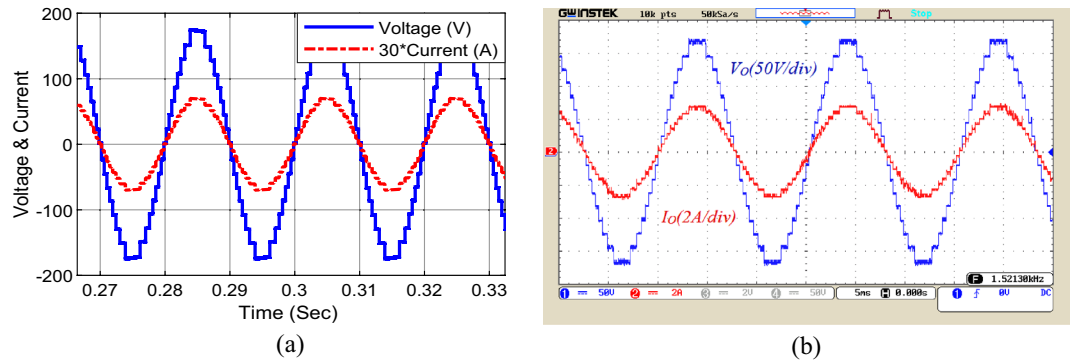 200
100
0
-100
-200
Voltage & Current
Voltage (V)
30*Current (A)
0.27 0.28 0.29 0.3 0.31 0.32 0.33
Time (Sec)
(a)
GWINSTEK 10k pts 50kSa/s Stop
VO(50V/div)
2
IO(2A/div)
F 1.52130kHz
1 50V 2 2A 3 2V 4 50V 5ms H 0.000s 1 0V DC
(b)